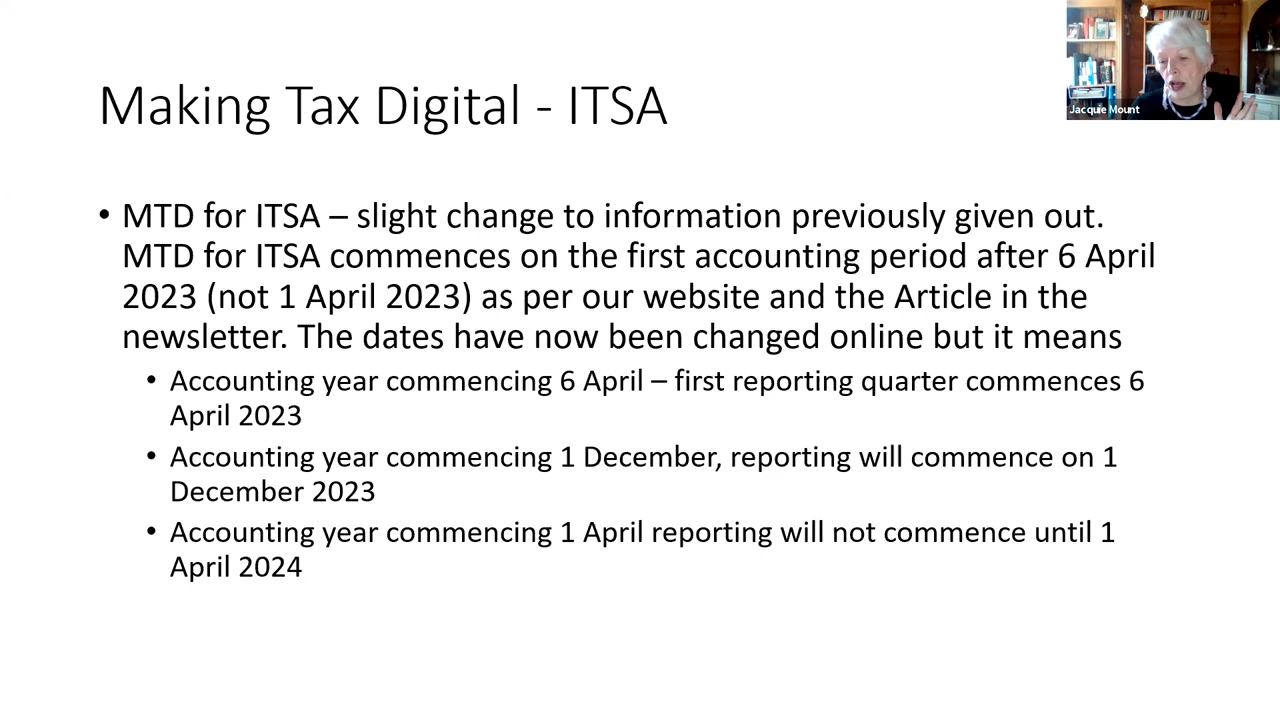 Making Tax Digital - ITSA
Jacquie Mount
• MTD for ITSA – slight change to information previously given out.
MTD for ITSA commences on the first accounting period after 6 April
2023 (not 1 April 2023) as per our website and the Article in the
newsletter. The dates have now been changed online but it means
• Accounting year commencing 6 April – first reporting quarter commences 6
April 2023
• Accounting year commencing 1 December, reporting will commence on 1
December 2023
• Accounting year commencing 1 April reporting will not commence until 1
April 2024